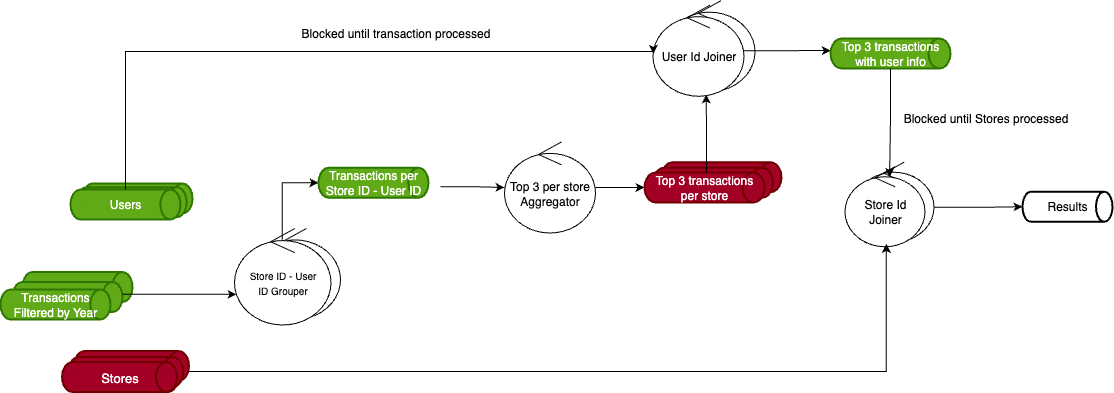 Blocked until transaction processed
User Id Joiner
Top 3 transactions
with user info
Blocked until Stores processed
Users
Transactions per
Store ID - User ID
Top 3 per store
Aggregator
Top 3 transactions
per store
Store Id
Joiner
Results
Store ID - User
ID Grouper
Transactions
Filtered by Year
Stores